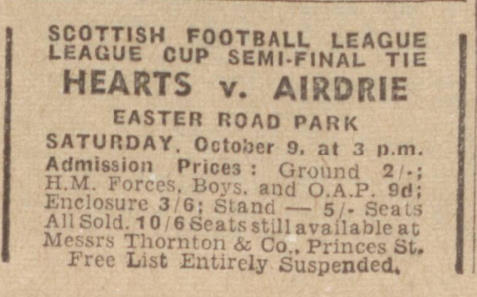 SCOTTISH FOOTBALL LEAGUE
LEAGUE CUP SEMI-FINAL TIE
HEARTS v. AIRDRIE
EASTER ROAD PARK
SATURDAY, October 9, at 3 p.m.
Admission Prices: Ground 2/-;
H.M. Forces, Boys, and O.A.P. 9d;
Enclosure 3/6; Stand — 5/- Seats
All Sold. 10/6 Seats still available at
Messrs Thornton & Co., Princes St.
Free List Entirely Suspended.